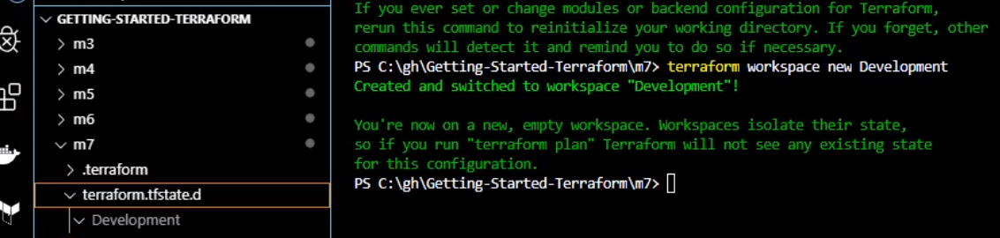 GETTING-STARTED-TERRAFORM
m3
m4
m5
m6
m7
.terraform
terraform.tfstate.d
Development
If you ever set or change modules or backend configuration for Terraform,
rerun this command to reinitialize your working directory. If you forget, other
commands will detect it and remind you to do so if necessary.
PS C:\gh\Getting-Started-Terraform\m7> terraform workspace new Development
Created and switched to workspace "Development"!
You're now on a new, empty workspace. Workspaces isolate their state,
so if you run "terraform plan" Terraform will not see any existing state
for this configuration.
PS C:\gh\Getting-Started-Terraform\m7>